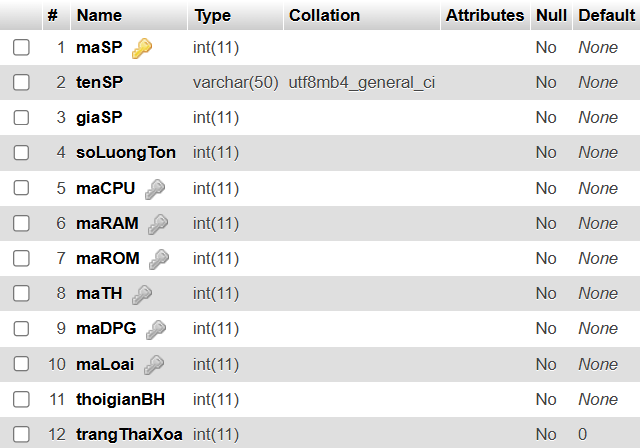 # Name Type Collation Attributes Null Default
1 maSP int(11) No None
2 tenSP varchar(50) utf8mb4_general_ci No None
3 giaSP int(11) No None
4 soLuongTon int(11) No None
5 maCPU int(11) No None
6 maRAM int(11) No None
7 maROM int(11) No None
8 maTH int(11) No None
9 maDPG int(11) No None
10 maLoai int(11) No None
11 thoigianBH int(11) No None
12 trangThaiXoa int(11) No 0